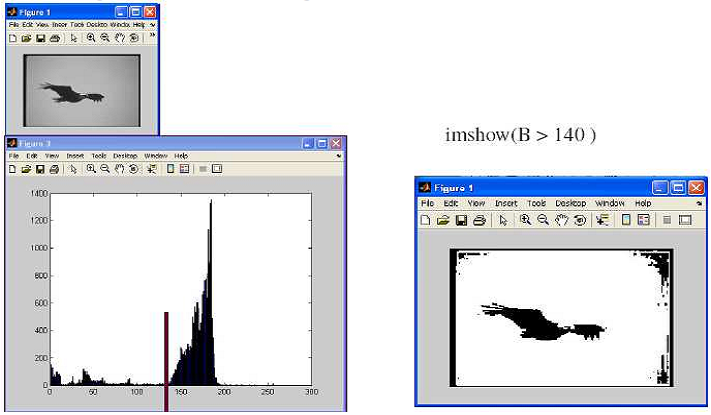 Figure 1
File Edit View Inser Tools Desktop Window Help
Figure 3
File Edit View Insert Tools Desktop Window Help
1400
1200
1000
800
600
400
200
0
0 50 100 150 200 250 300
imshow(B > 140 )
Figure 1
File Edit View Insert Tools Desktop Window Help